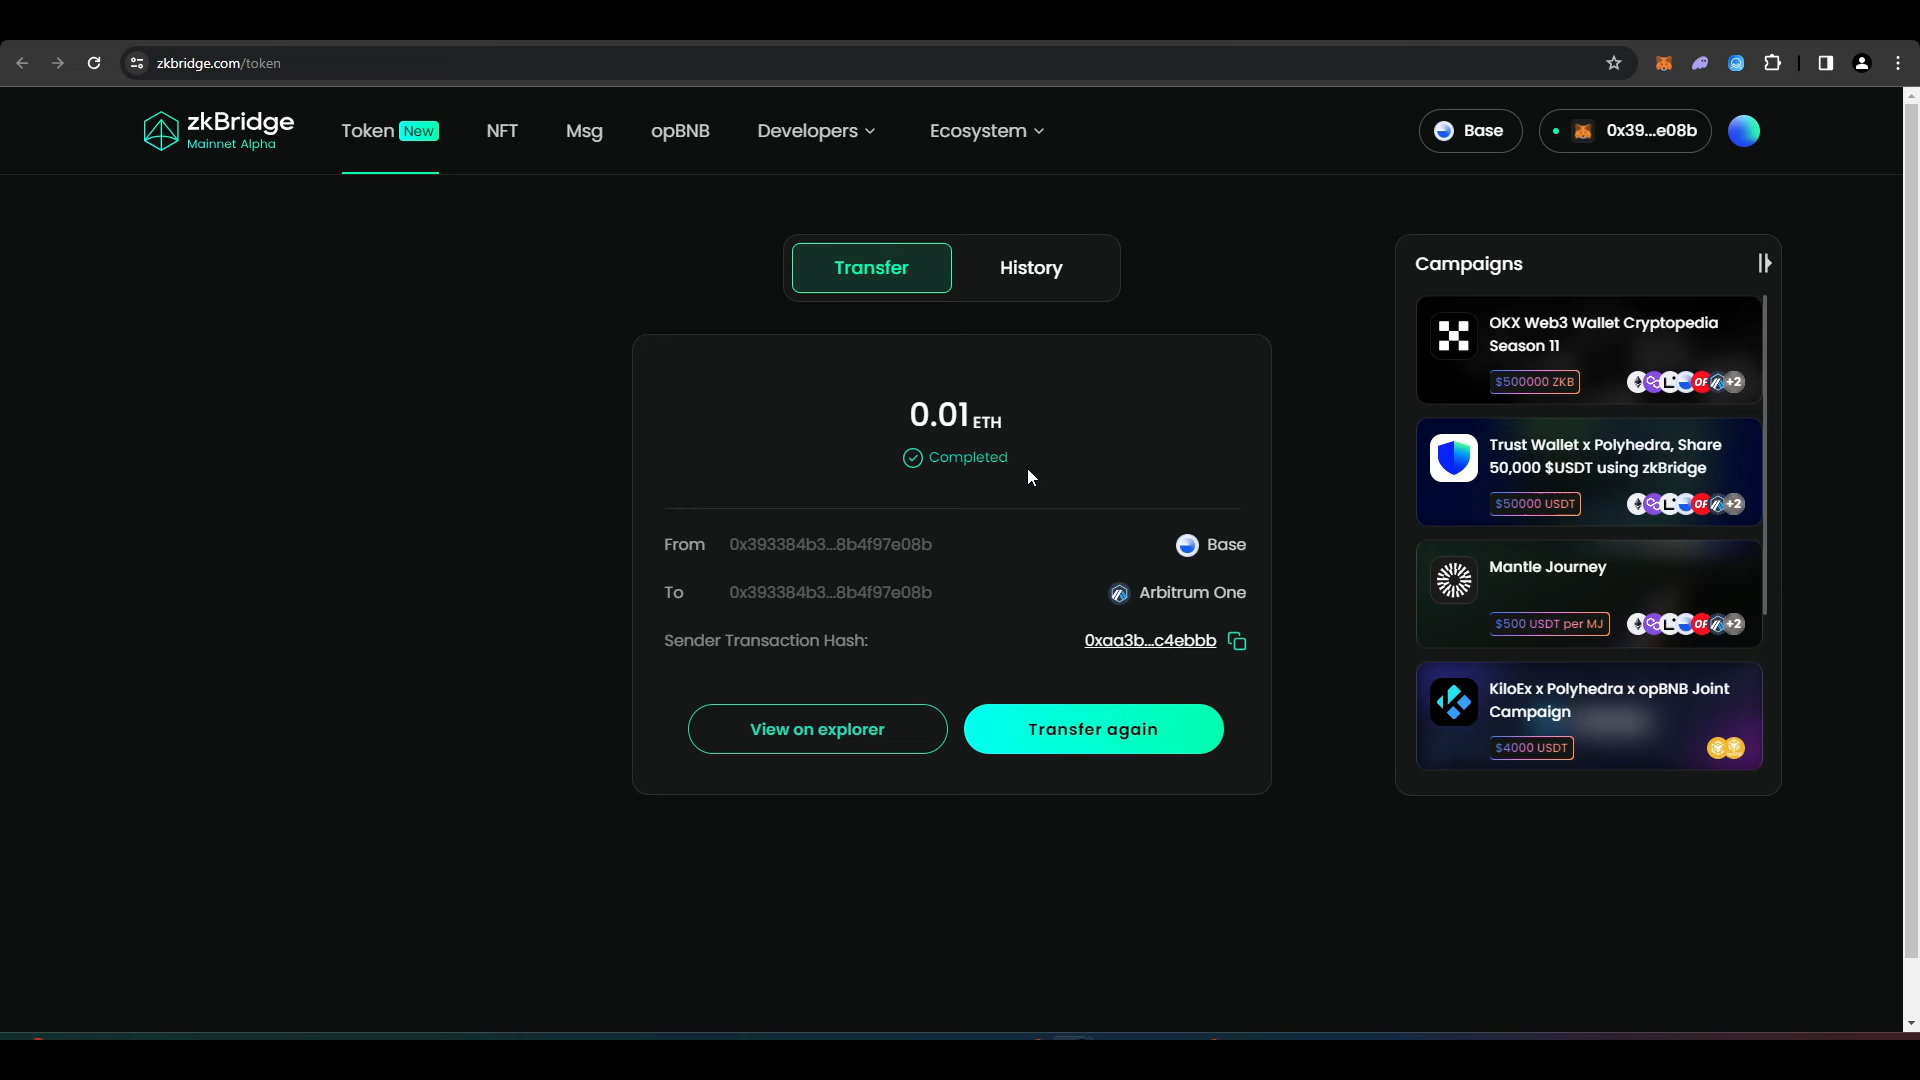 zkbridge.com/token
zkBridge
Mainnet Alpha
Token New
NFT
Msg
opBNB
Developers
Ecosystem
Base
0x39...e08b
Transfer
History
0.01 ETH
Completed
From 0x393384b3...8b4f97e08b Base
To 0x393384b3...8b4f97e08b Arbitrum One
Sender Transaction Hash: 0xaa3b...c4ebbb
View on explorer
Transfer again
Campaigns
OKX Web3 Wallet Cryptopedia
Season 11
$500000 ZKB
+2
Trust Wallet x Polyhedra, Share
50,000 $USDT using zkBridge
$50000 USDT
+2
Mantle Journey
$500 USDT per MJ
+2
KiloEx x Polyhedra x opBNB Joint
Campaign
$4000 USDT